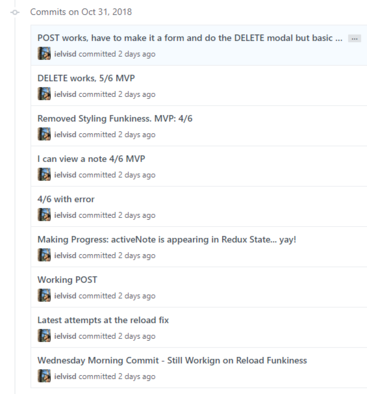 Commits on Oct 31, 2018
POST works, have to make it a form and do the DELETE modal but basic ... ...
ielvisd committed 2 days ago
DELETE works, 5/6 MVP
ielvisd committed 2 days ago
Removed Styling Funkiness. MVP: 4/6
ielvisd committed 2 days ago
I can view a note 4/6 MVP
ielvisd committed 2 days ago
4/6 with error
ielvisd committed 2 days ago
Making Progress: activeNote is appearing in Redux State... yay!
ielvisd committed 2 days ago
Working POST
ielvisd committed 2 days ago
Latest attempts at the reload fix
ielvisd committed 2 days ago
Wednesday Morning Commit - Still Workign on Reload Funkiness
ielvisd committed 2 days ago